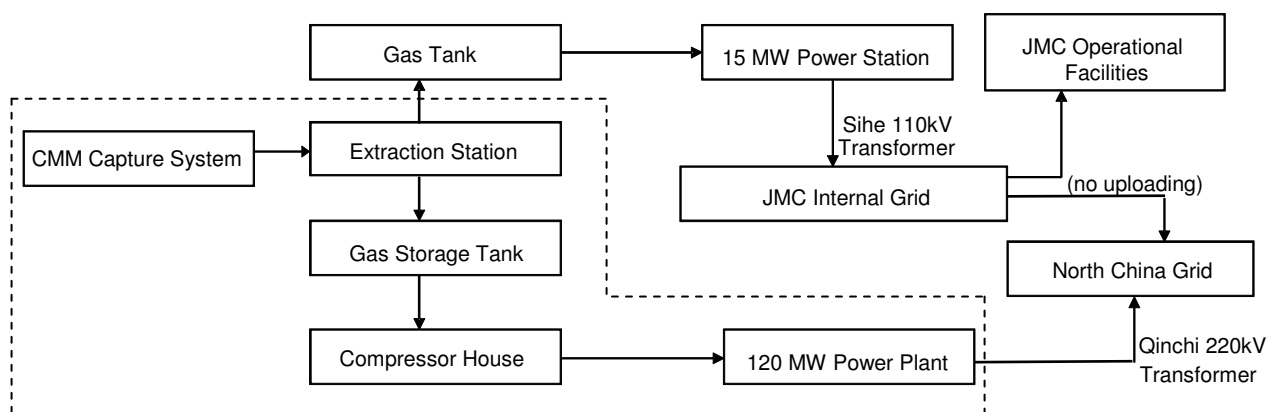 Gas Tank
15 MW Power Station
JMC Operational
Facilities
CMM Capture System
Extraction Station
Sihe 110kV
Transformer
JMC Internal Grid
(no uploading)
Gas Storage Tank
North China Grid
Compressor House
120 MW Power Plant
Qinchi 220kV
Transformer